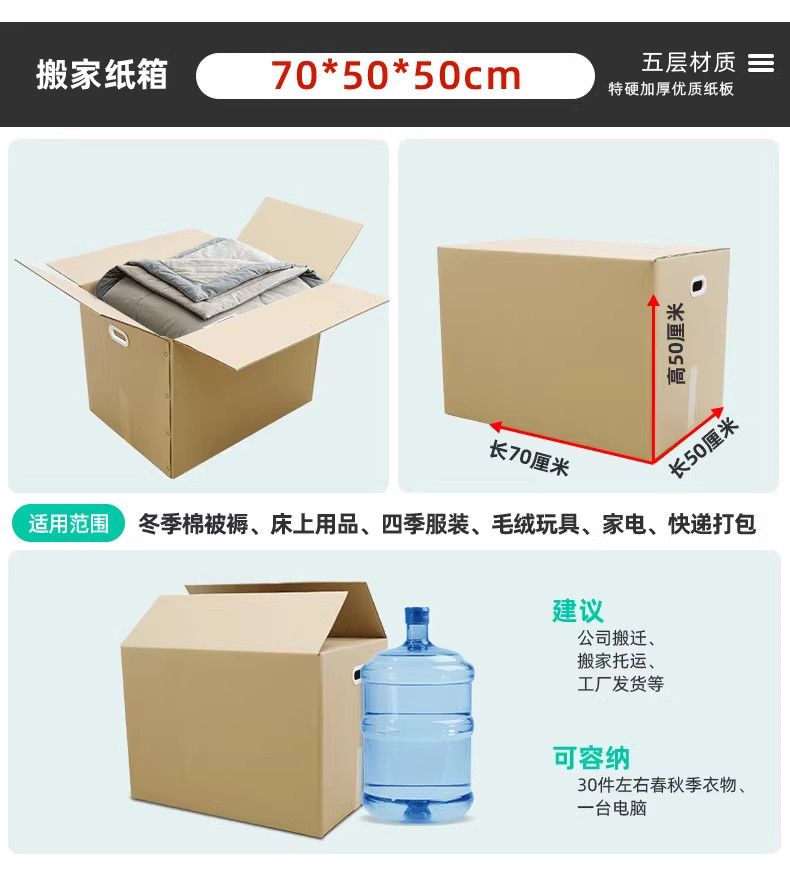 搬家纸箱
70*50*50cm
五层材质
特硬加厚优质纸板
高50厘米
长70厘米
长50厘米
适用范围
冬季棉被褥、床上用品、四季服装、毛绒玩具、家电、快递打包
建议
公司搬迁、
搬家托运、
工厂发货等
可容纳
30件左右春秋季衣物、
一台电脑